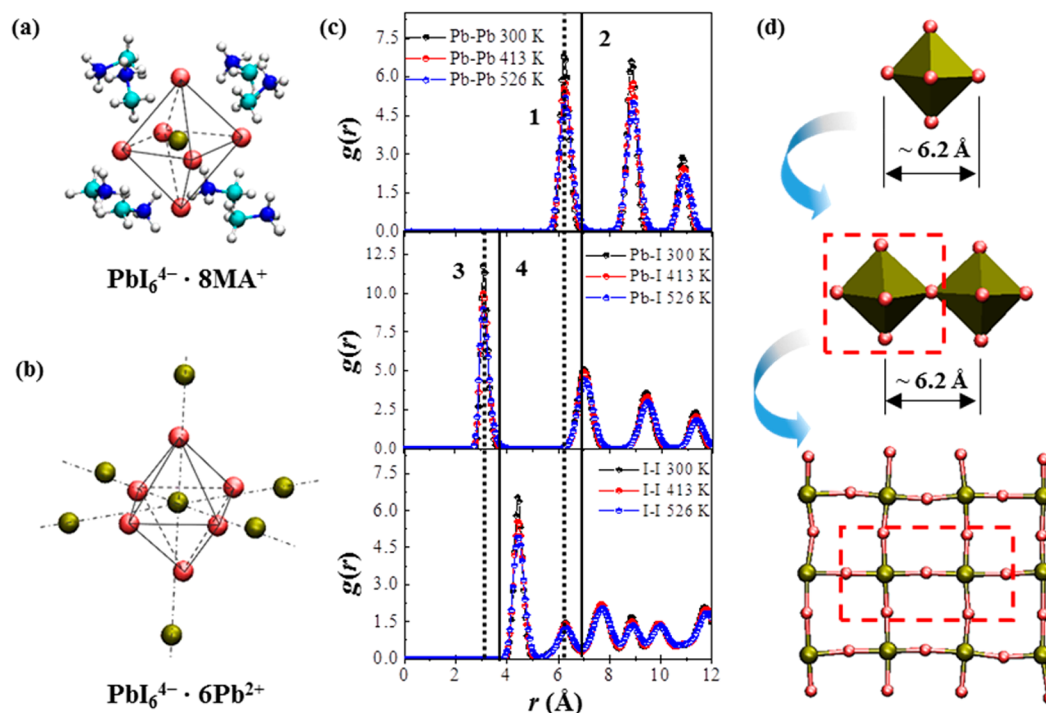 (a)
PbI₆⁴⁻ · 8MA⁺
(b)
PbI₆⁴⁻ · 6Pb²⁺
(c)
g(r)
7.5
6.0
4.5
3.0
1.5
0.0
Pb-Pb 300 K
Pb-Pb 413 K
Pb-Pb 526 K
1
2
g(r)
12.5
10.0
7.5
5.0
2.5
0.0
3
4
Pb-I 300 K
Pb-I 413 K
Pb-I 526 K
g(r)
7.5
6.0
4.5
3.0
1.5
0.0
I-I 300 K
I-I 413 K
I-I 526 K
0 2 4 6 8 10 12
r (Å)
(d)
~ 6.2 Å
~ 6.2 Å